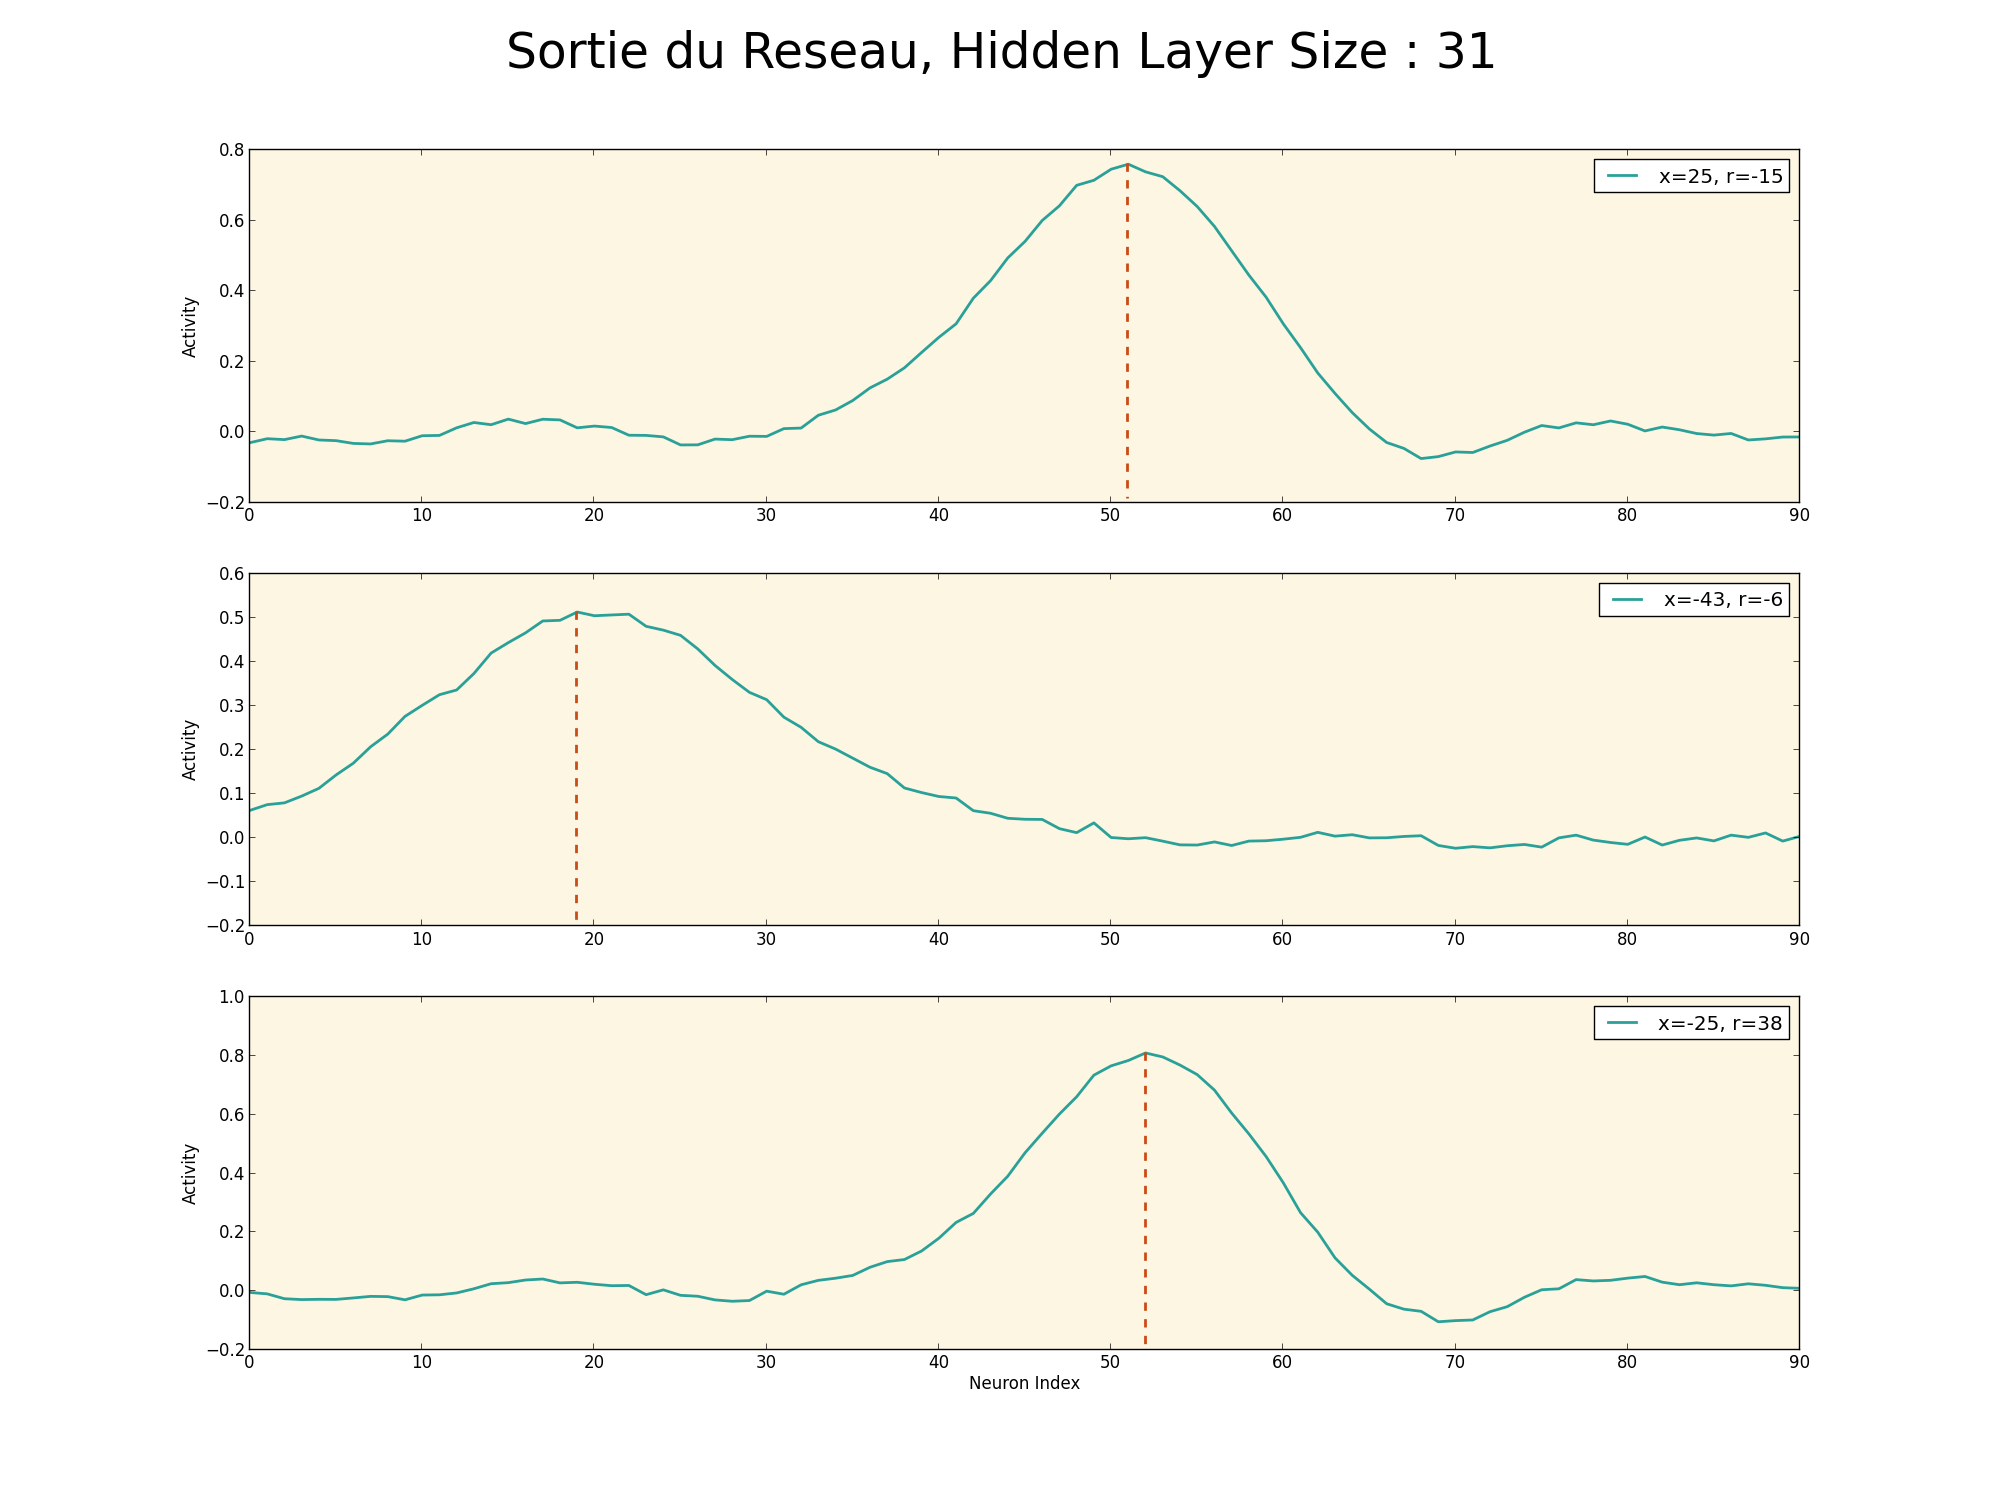 Sortie du Reseau, Hidden Layer Size : 31
0.8
0.6
0.4
0.2
0.0
−0.2
Activity
x=25, r=-15
0 10 20 30 40 50 60 70 80 90
0.6
0.5
0.4
0.3
0.2
0.1
0.0
−0.1
−0.2
Activity
x=-43, r=-6
0 10 20 30 40 50 60 70 80 90
1.0
0.8
0.6
0.4
0.2
0.0
−0.2
Activity
x=-25, r=38
0 10 20 30 40 50 60 70 80 90
Neuron Index